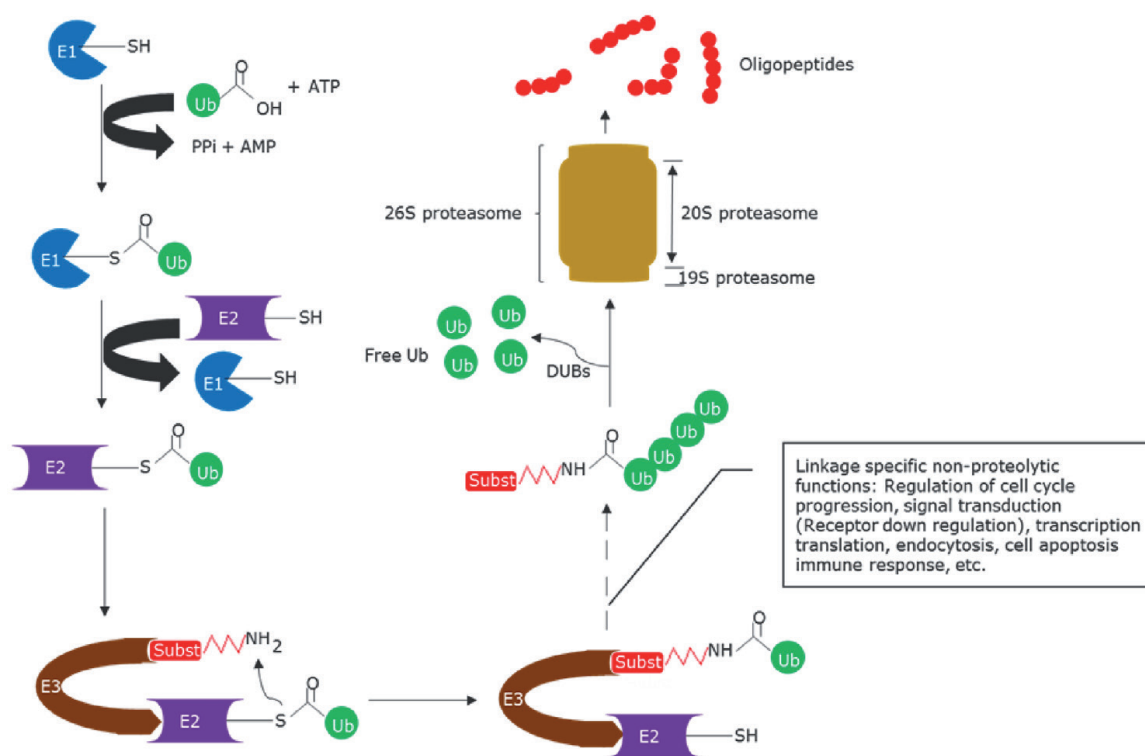 E1
SH
Ub
O
OH
+ ATP
PPi + AMP
E1
S
O
Ub
E2
SH
E1
SH
E2
S
O
Ub
E3
Subst
NH2
E2
S
O
Ub
E3
Subst
NH
O
Ub
E2
SH
Linkage specific non-proteolytic
functions: Regulation of cell cycle
progression, signal transduction
(Receptor down regulation), transcription
translation, endocytosis, cell apoptosis
immune response, etc.
Subst
NH
O
Ub
Ub
Ub
Ub
DUBs
Free Ub
Ub
Ub
Ub
Ub
26S proteasome
20S proteasome
19S proteasome
Oligopeptides